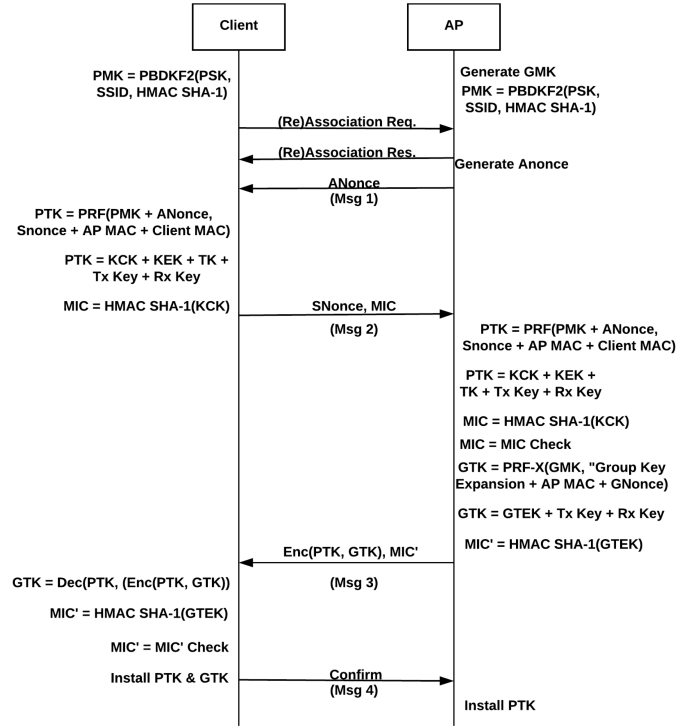 Client
AP
PMK = PBDKF2(PSK,
SSID, HMAC SHA-1)
Generate GMK
PMK = PBDKF2(PSK,
SSID, HMAC SHA-1)
(Re)Association Req.
(Re)Association Res.
Generate Anonce
ANonce
(Msg 1)
PTK = PRF(PMK + ANonce,
Snonce + AP MAC + Client MAC)
PTK = KCK + KEK + TK +
Tx Key + Rx Key
MIC = HMAC SHA-1(KCK)
SNonce, MIC
(Msg 2)
PTK = PRF(PMK + ANonce,
Snonce + AP MAC + Client MAC)
PTK = KCK + KEK +
TK + Tx Key + Rx Key
MIC = HMAC SHA-1(KCK)
MIC = MIC Check
GTK = PRF-X(GMK, "Group Key
Expansion + AP MAC + GNonce)
GTK = GTEK + Tx Key + Rx Key
MIC' = HMAC SHA-1(GTEK)
Enc(PTK, GTK), MIC'
(Msg 3)
GTK = Dec(PTK, (Enc(PTK, GTK))
MIC' = HMAC SHA-1(GTEK)
MIC' = MIC' Check
Install PTK & GTK
Confirm
(Msg 4)
Install PTK